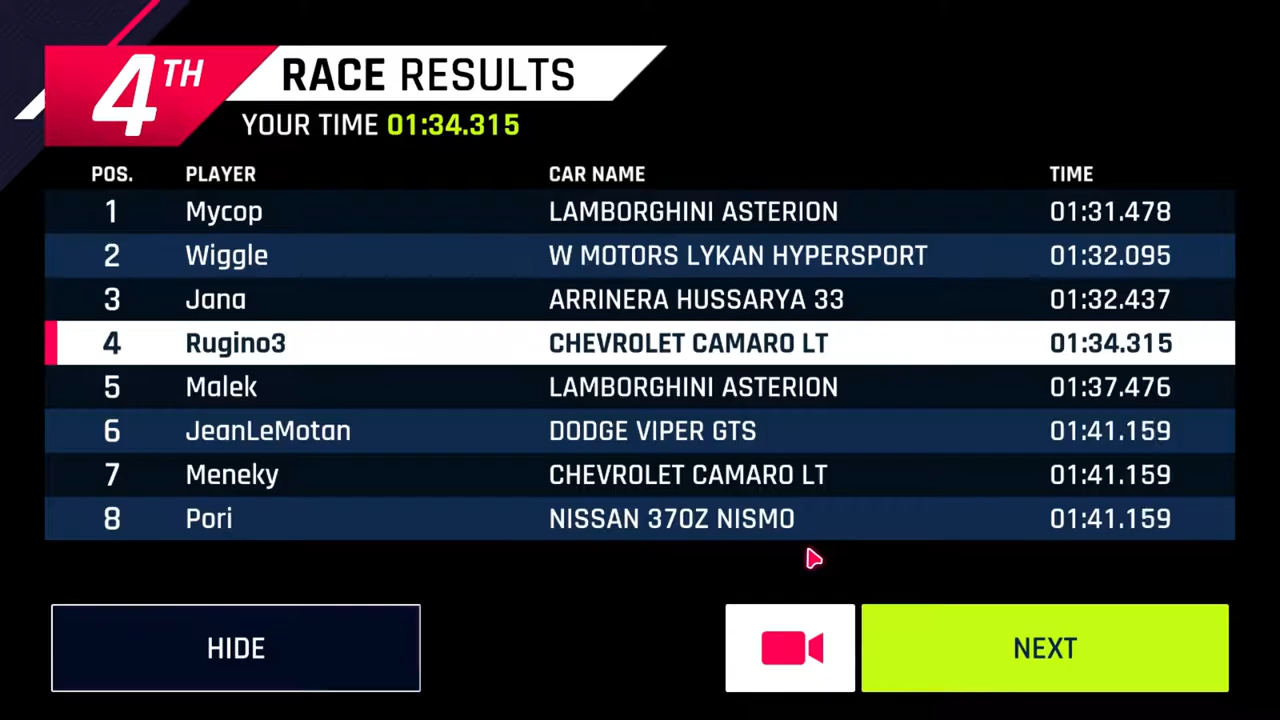 4TH
RACE RESULTS
YOUR TIME 01:34.315
POS. PLAYER CAR NAME TIME
1 Mycop LAMBORGHINI ASTERION 01:31.478
2 Wiggle W MOTORS LYKAN HYPERSPORT 01:32.095
3 Jana ARRINERA HUSSARYA 33 01:32.437
4 Rugino3 CHEVROLET CAMARO LT 01:34.315
5 Malek LAMBORGHINI ASTERION 01:37.476
6 JeanLeMotan DODGE VIPER GTS 01:41.159
7 Meneky CHEVROLET CAMARO LT 01:41.159
8 Pori NISSAN 370Z NISMO 01:41.159
HIDE NEXT